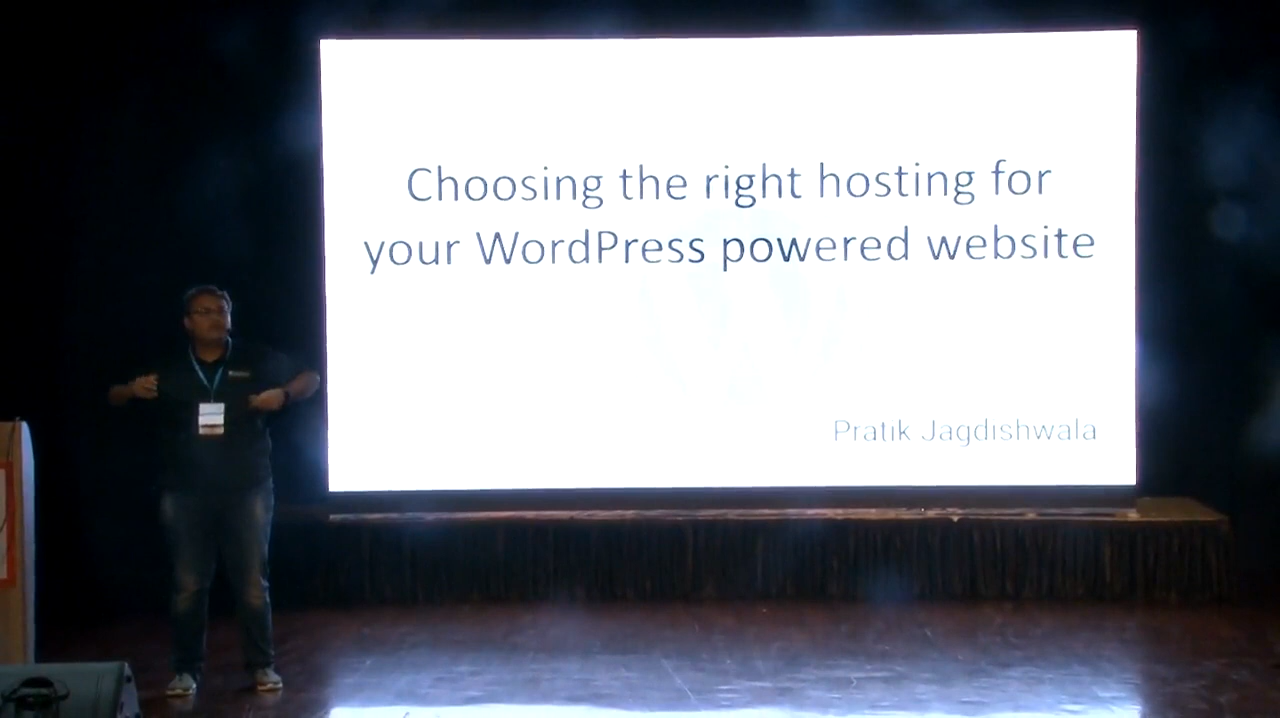 Choosing the right hosting for
your WordPress powered website
Pratik Jagdishwala